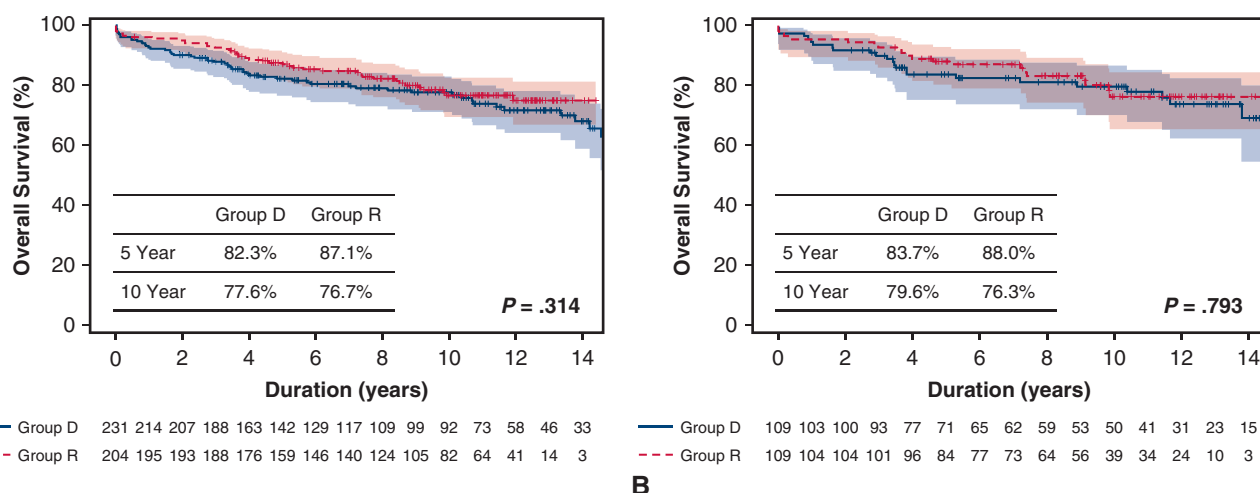 Overall Survival (%)
100
80
60
40
20
0
Group D Group R
5 Year 82.3% 87.1%
10 Year 77.6% 76.7%
P = .314
0 2 4 6 8 10 12 14
Duration (years)
Group D 231 214 207 188 163 142 129 117 109 99 92 73 58 46 33
Group R 204 195 193 188 176 159 146 140 124 105 82 64 41 14 3
B
Overall Survival (%)
100
80
60
40
20
0
Group D Group R
5 Year 83.7% 88.0%
10 Year 79.6% 76.3%
P = .793
0 2 4 6 8 10 12 14
Duration (years)
Group D 109 103 100 93 77 71 65 62 59 53 50 41 31 23 15
Group R 109 104 104 101 96 84 77 73 64 56 39 34 24 10 3